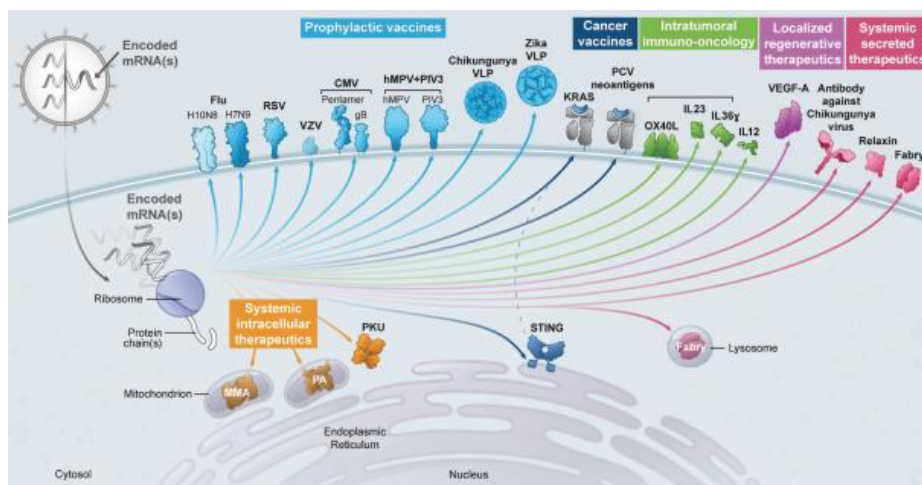 Prophylactic vaccines
Cancer
vaccines
Intratumoral
immuno-oncology
Localized
regenerative
therapeutics
Systemic
secreted
therapeutics
Encoded
mRNA(s)
Flu
H10N8
H7N9
RSV
VZV
CMV
Pentamer
gB
hMPV+PIV3
hMPV
PIV3
Chikungunya
VLP
Zika
VLP
KRAS
PCV
neoantigens
OX40L
IL23
IL36γ
IL12
VEGF-A
Antibody
against
Chikungunya
virus
Relaxin
Fabry
Encoded
mRNA(s)
Ribosome
Protein
chain(s)
Systemic
intracellular
therapeutics
PKU
STING
Fabry
Lysosome
Mitochondrion
MMA
PA
Endoplasmic
Reticulum
Cytosol
Nucleus